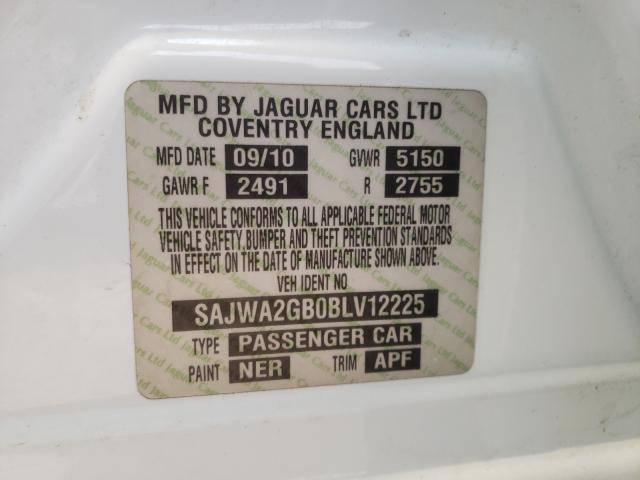 MFD BY JAGUAR CARS LTD
COVENTRY ENGLAND
MFD DATE 09/10 GVWR 5150
GAWR F 2491 R 2755
THIS VEHICLE CONFORMS TO ALL APPLICABLE FEDERAL MOTOR
VEHICLE SAFETY, BUMPER AND THEFT PREVENTION STANDARDS
IN EFFECT ON THE DATE OF MANUFACTURE SHOWN ABOVE.
VEH IDENT NO
SAJWA2GB0BLV12225
TYPE PASSENGER CAR
PAINT NER TRIM APF